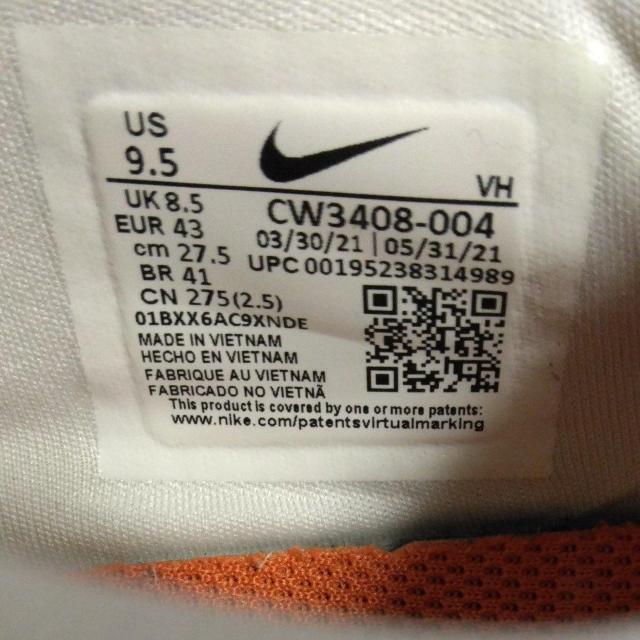 US
9.5
VH
UK 8.5
CW3408-004
EUR 43
03/30/21 | 05/31/21
cm 27.5
UPC 00195238314989
BR 41
CN 275(2.5)
01BXX6AC9XNDE
MADE IN VIETNAM
HECHO EN VIETNAM
FABRIQUE AU VIETNAM
FABRICADO NO VIETNÃ
This product is covered by one or more patents:
www.nike.com/patentsvirtualmarking